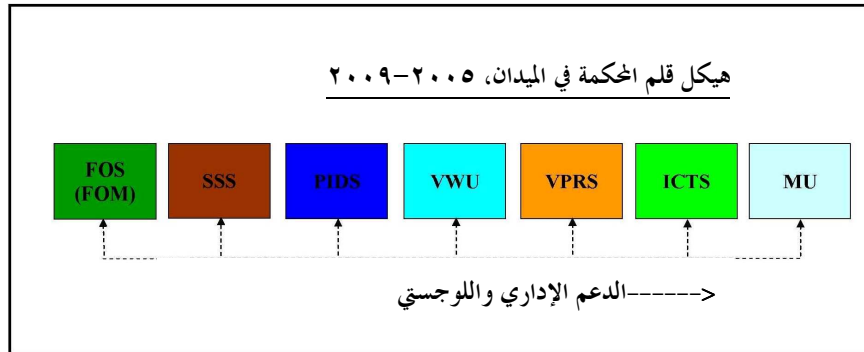 هيكل قلم المحكمة في الميدان، ٢٠٠٥-٢٠٠٩
FOS
(FOM)
SSS
PIDS
VWU
VPRS
ICTS
MU
الدعم الإداري واللوجستي------>